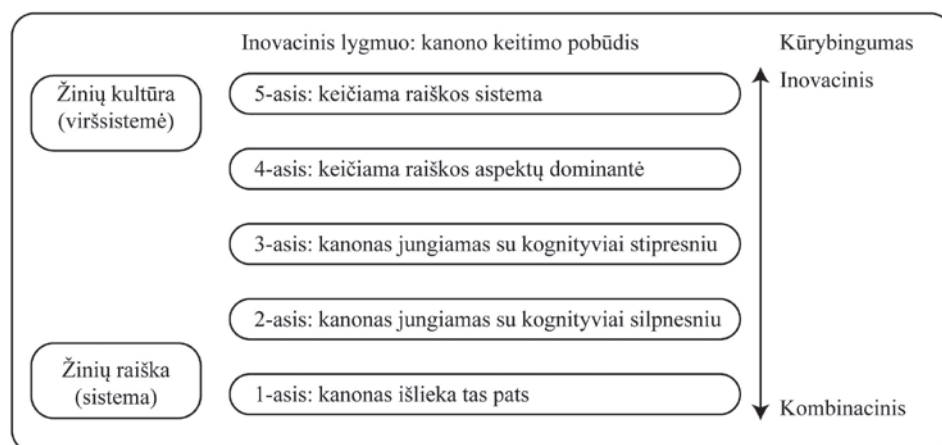 Inovacinis lygmuo: kanono keitimo pobūdis
Kūrybingumas
Žinių kultūra
(viršsistemė)
5-asis: keičiama raiškos sistema
Inovacinis
4-asis: keičiama raiškos aspektų dominantė
3-asis: kanonas jungiamas su kognityviai stipresniu
2-asis: kanonas jungiamas su kognityviai silpnesniu
Žinių raiška
(sistema)
1-asis: kanonas išlieka tas pats
Kombinacinis